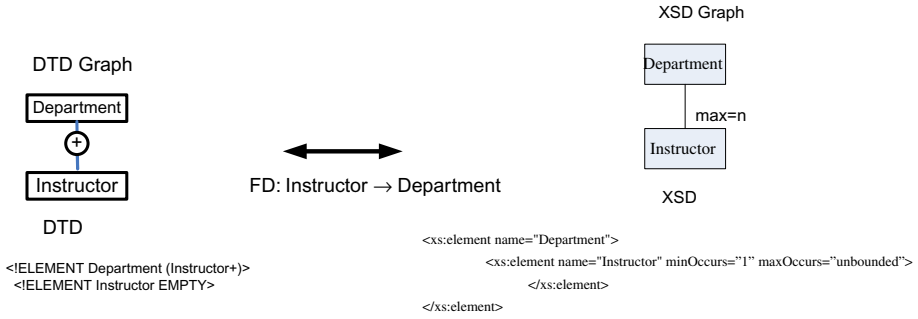 XSD Graph
DTD Graph
Department
Department
+
max=n
Instructor
Instructor
FD: Instructor → Department
XSD
DTD
<!ELEMENT Department (Instructor+)>
<!ELEMENT Instructor EMPTY>
<xs:element name="Department">
<xs:element name="Instructor" minOccurs=”1” maxOccurs=”unbounded”>
</xs:element>
</xs:element>